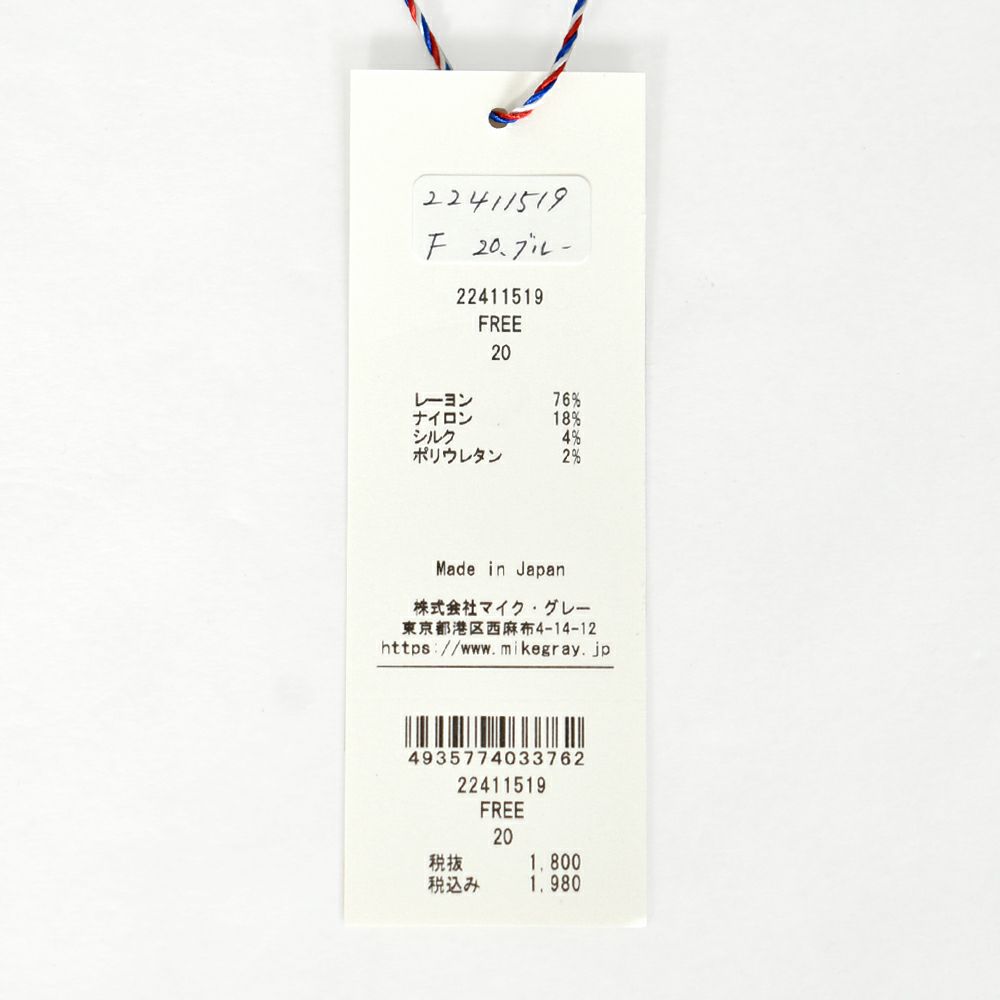 22411519
F 20.ブルー
22411519
FREE
20
レーヨン 76%
ナイロン 18%
シルク 4%
ポリウレタン 2%
Made in Japan
株式会社マイク・グレー
東京都港区西麻布4-14-12
https://www.mikegray.jp
4935774033762
22411519
FREE
20
税抜 1,800
税込み 1,980